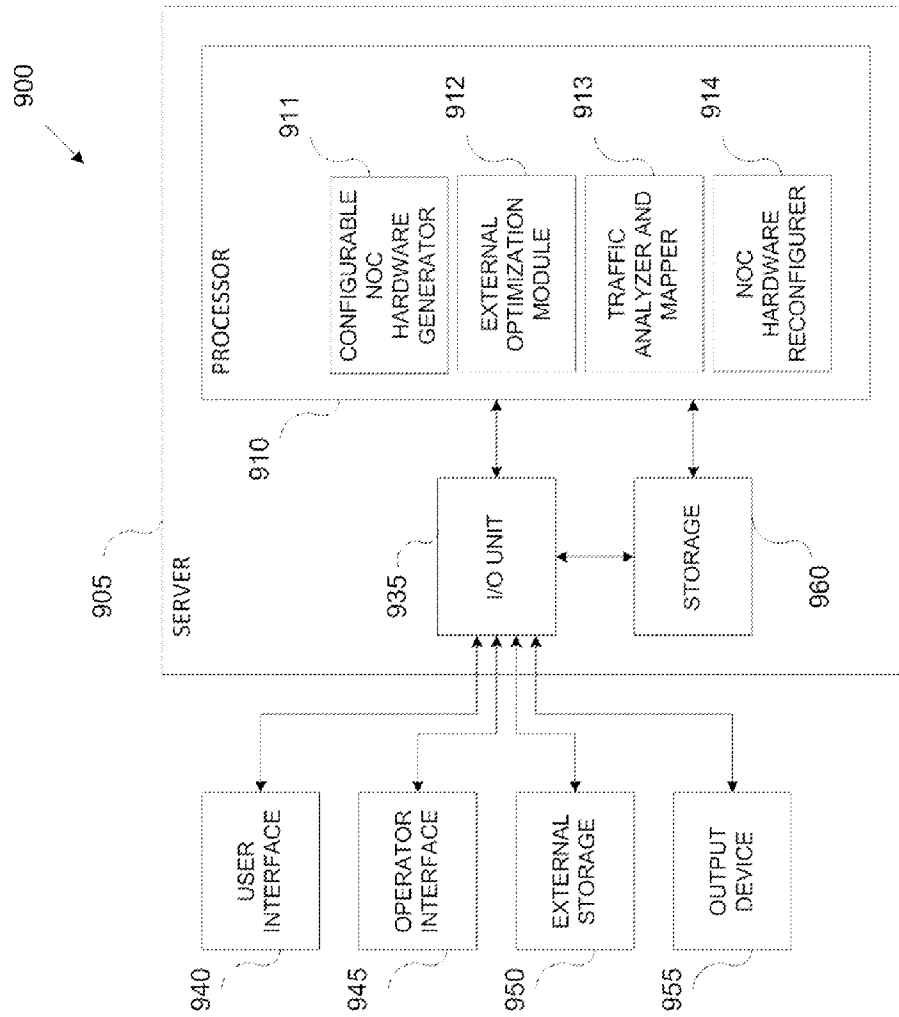 900
905
SERVER
PROCESSOR
910
CONFIGURABLE
NOC
HARDWARE
GENERATOR
911
EXTERNAL
OPTIMIZATION
MODULE
912
TRAFFIC
ANALYZER AND
MAPPER
913
NOC
HARDWARE
RECONFIGURER
914
935
I/O UNIT
STORAGE
960
USER
INTERFACE
940
OPERATOR
INTERFACE
945
EXTERNAL
STORAGE
950
OUTPUT
DEVICE
955